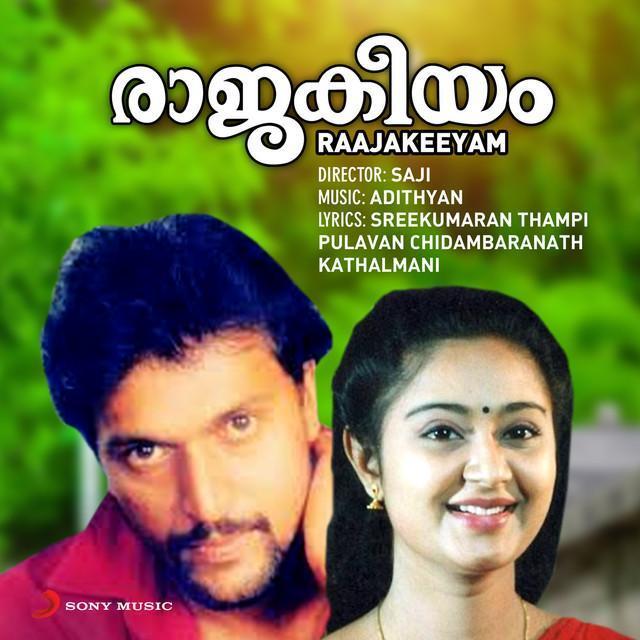 രാജകീയം
RAAJAKEEYAM
DIRECTOR: SAJI
MUSIC: ADITHYAN
LYRICS: SREEKUMARAN THAMPI
PULAVAN CHIDAMBARANATH
KATHALMANI
SONY MUSIC